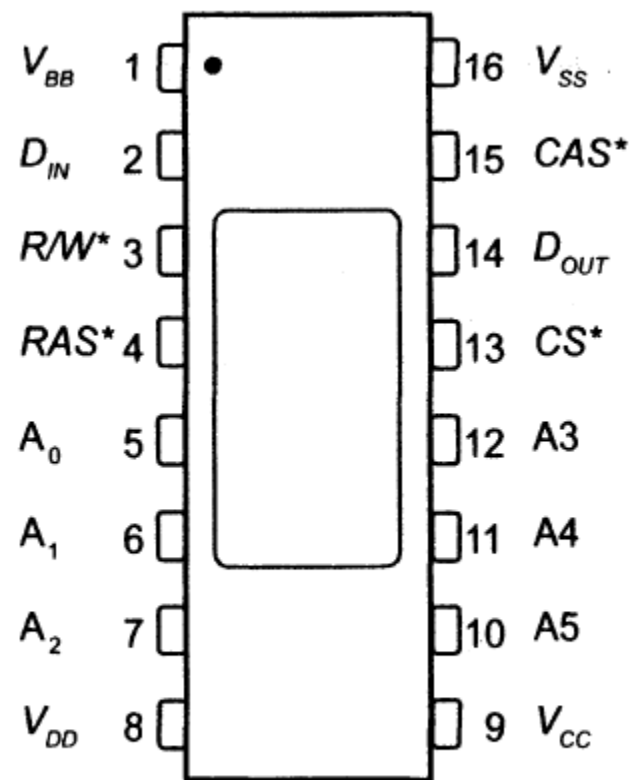 V_BB 1 16 V_SS
D_IN 2 15 CAS*
R/W* 3 14 D_OUT
RAS* 4 13 CS*
A_0 5 12 A3
A_1 6 11 A4
A_2 7 10 A5
V_DD 8 9 V_CC